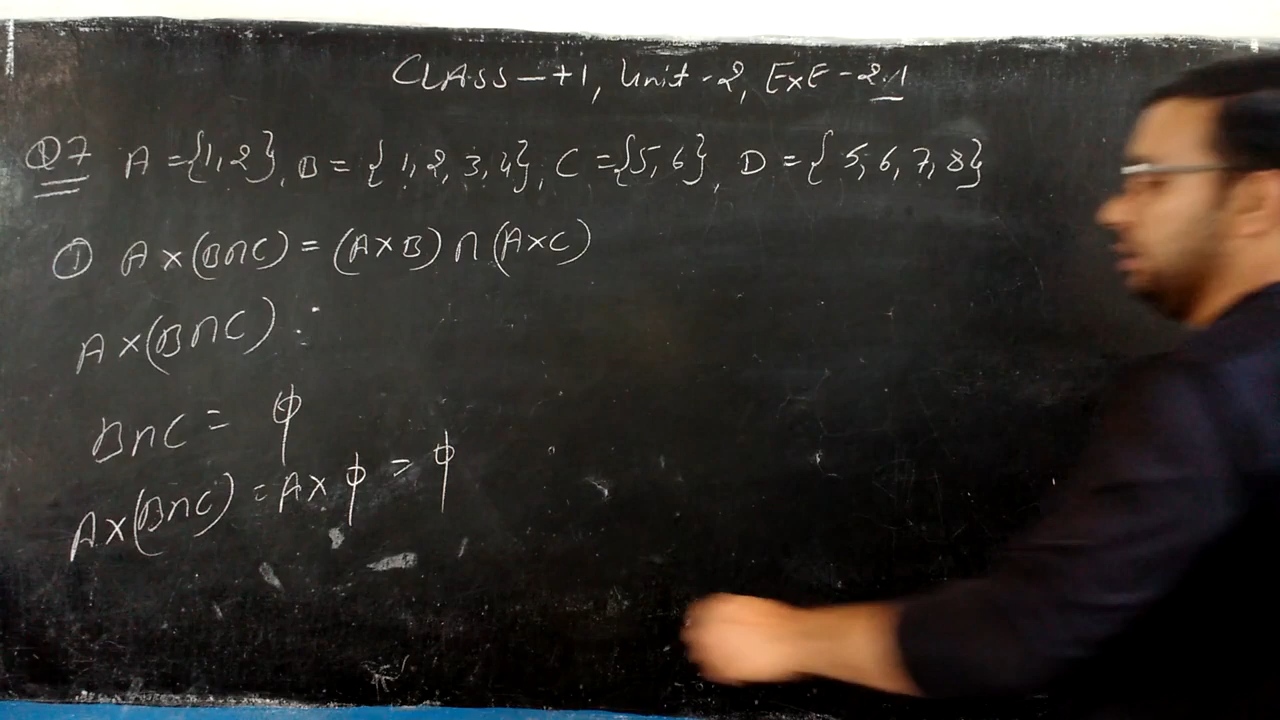 CLASS-+1, Unit-2, EXE-2.1
Q7 A = {1,2}, B = {1,2,3,4}, C = {5,6}, D = {5,6,7,8}
① A×(B∩C) = (A×B)∩(A×C)
A×(B∩C) :
B∩C = φ
A×(B∩C) = A×φ = φ